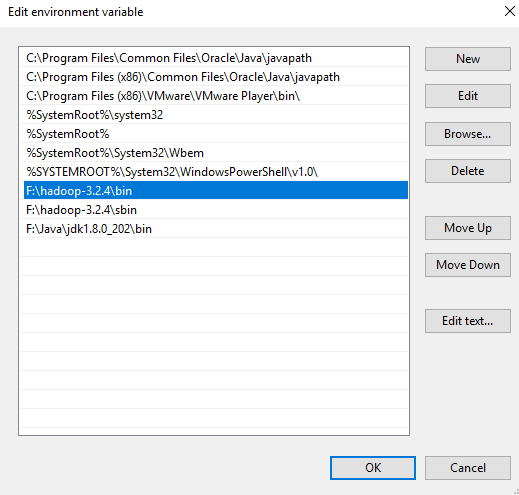 Edit environment variable
C:\Program Files\Common Files\Oracle\Java\javapath
C:\Program Files (x86)\Common Files\Oracle\Java\javapath
C:\Program Files (x86)\VMware\VMware Player\bin\
%SystemRoot%\system32
%SystemRoot%
%SystemRoot%\System32\Wbem
%SYSTEMROOT%\System32\WindowsPowerShell\v1.0\
F:\hadoop-3.2.4\bin
F:\hadoop-3.2.4\sbin
F:\Java\jdk1.8.0_202\bin
New
Edit
Browse...
Delete
Move Up
Move Down
Edit text...
OK
Cancel